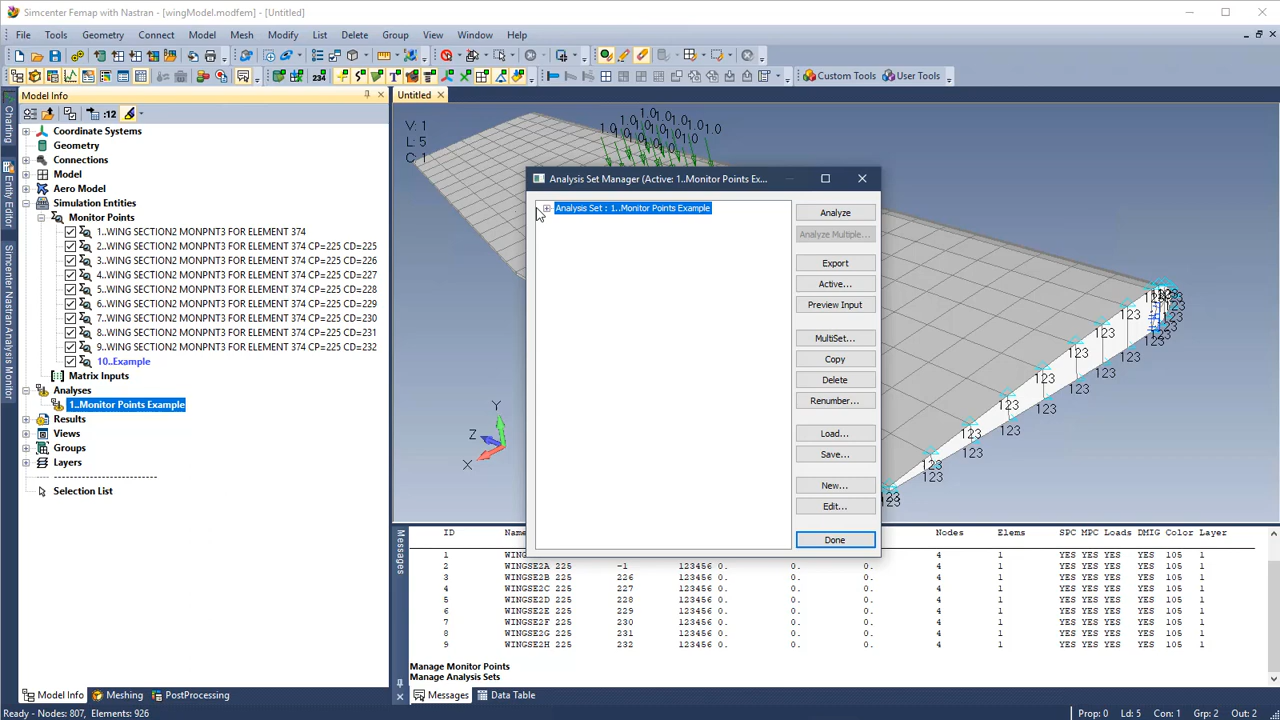 Simcenter Femap with Nastran - [wingModel.modfem] - [Untitled]
File Tools Geometry Connect Model Mesh Modify List Delete Group View Window Help
234
Custom Tools User Tools
Model Info
:12
Charting
Entity Editor
Simcenter Nastran Analysis Monitor
Coordinate Systems
Geometry
Connections
Model
Aero Model
Simulation Entities
Monitor Points
1..WING SECTION2 MONPNT3 FOR ELEMENT 374
2..WING SECTION2 MONPNT3 FOR ELEMENT 374 CP=225 CD=225
3..WING SECTION2 MONPNT3 FOR ELEMENT 374 CP=225 CD=226
4..WING SECTION2 MONPNT3 FOR ELEMENT 374 CP=225 CD=227
5..WING SECTION2 MONPNT3 FOR ELEMENT 374 CP=225 CD=228
6..WING SECTION2 MONPNT3 FOR ELEMENT 374 CP=225 CD=229
7..WING SECTION2 MONPNT3 FOR ELEMENT 374 CP=225 CD=230
8..WING SECTION2 MONPNT3 FOR ELEMENT 374 CP=225 CD=231
9..WING SECTION2 MONPNT3 FOR ELEMENT 374 CP=225 CD=232
10..Example
Matrix Inputs
Analyses
1..Monitor Points Example
Results
Views
Groups
Layers
Selection List
Model Info Meshing PostProcessing
Untitled
V: 1
L: 5
C: 1
Y
Z
X
Analysis Set Manager (Active: 1..Monitor Points Ex...
Analysis Set : 1..Monitor Points Example
Analyze
Analyze Multiple...
Export
Active...
Preview Input
MultiSet...
Copy
Delete
Renumber...
Load...
Save...
New...
Edit...
Done
Messages
ID Name Nodes Elems SPC MPC Loads DMIG Color Layer
1 4 1 YES YES YES YES 105 1
2 WINGSE2A 225 -1 123456 0. 0. 4 1 YES YES YES YES 105 1
3 WINGSE2B 225 226 123456 0. 0. 4 1 YES YES YES YES 105 1
4 WINGSE2C 225 227 123456 0. 0. 4 1 YES YES YES YES 105 1
5 WINGSE2D 225 228 123456 0. 0. 4 1 YES YES YES YES 105 1
6 WINGSE2E 225 229 123456 0. 0. 4 1 YES YES YES YES 105 1
7 WINGSE2F 225 230 123456 0. 0. 4 1 YES YES YES YES 105 1
8 WINGSE2G 225 231 123456 0. 0. 4 1 YES YES YES YES 105 1
9 WINGSE2H 225 232 123456 0. 0. 4 1 YES YES YES YES 105 1
Manage Monitor Points
Manage Analysis Sets
Messages Data Table
Ready - Nodes: 807, Elements: 926 Prop: 0 Ld: 5 Con: 1 Grp: 2 Out: 2